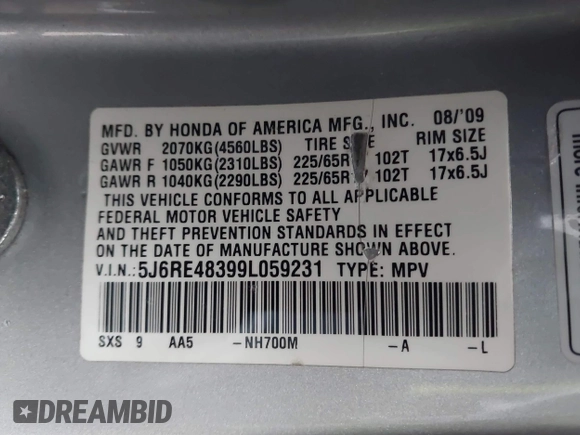 MFD. BY HONDA OF AMERICA MFG., INC. 08/'09
GVWR 2070KG(4560LBS) TIRE SIZE RIM SIZE
GAWR F 1050KG(2310LBS) 225/65R 102T 17x6.5J
GAWR R 1040KG(2290LBS) 225/65R 102T 17x6.5J
THIS VEHICLE CONFORMS TO ALL APPLICABLE
FEDERAL MOTOR VEHICLE SAFETY
AND THEFT PREVENTION STANDARDS IN EFFECT
ON THE DATE OF MANUFACTURE SHOWN ABOVE.
V.I.N.:5J6RE48399L059231 TYPE: MPV
SXS 9 AA5 -NH700M -A -L
DREAMBID